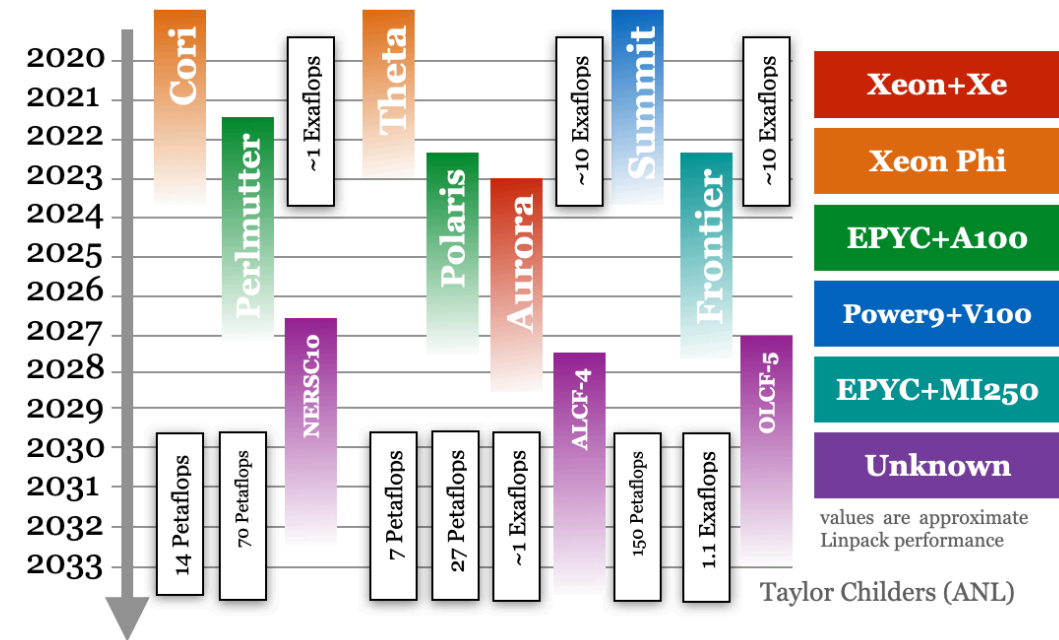 2020
2021
2022
2023
2024
2025
2026
2027
2028
2029
2030
2031
2032
2033
Cori
Perlmutter
~1 Exaflops
Theta
Polaris
Aurora
~10 Exaflops
Summit
Frontier
~10 Exaflops
NERSC10
ALCF-4
OLCF-5
14 Petaflops
70 Petaflops
7 Petaflops
27 Petaflops
~1 Exaflops
150 Petaflops
1.1 Exaflops
Xeon+Xe
Xeon Phi
EPYC+A100
Power9+V100
EPYC+MI250
Unknown
values are approximate
Linpack performance
Taylor Childers (ANL)